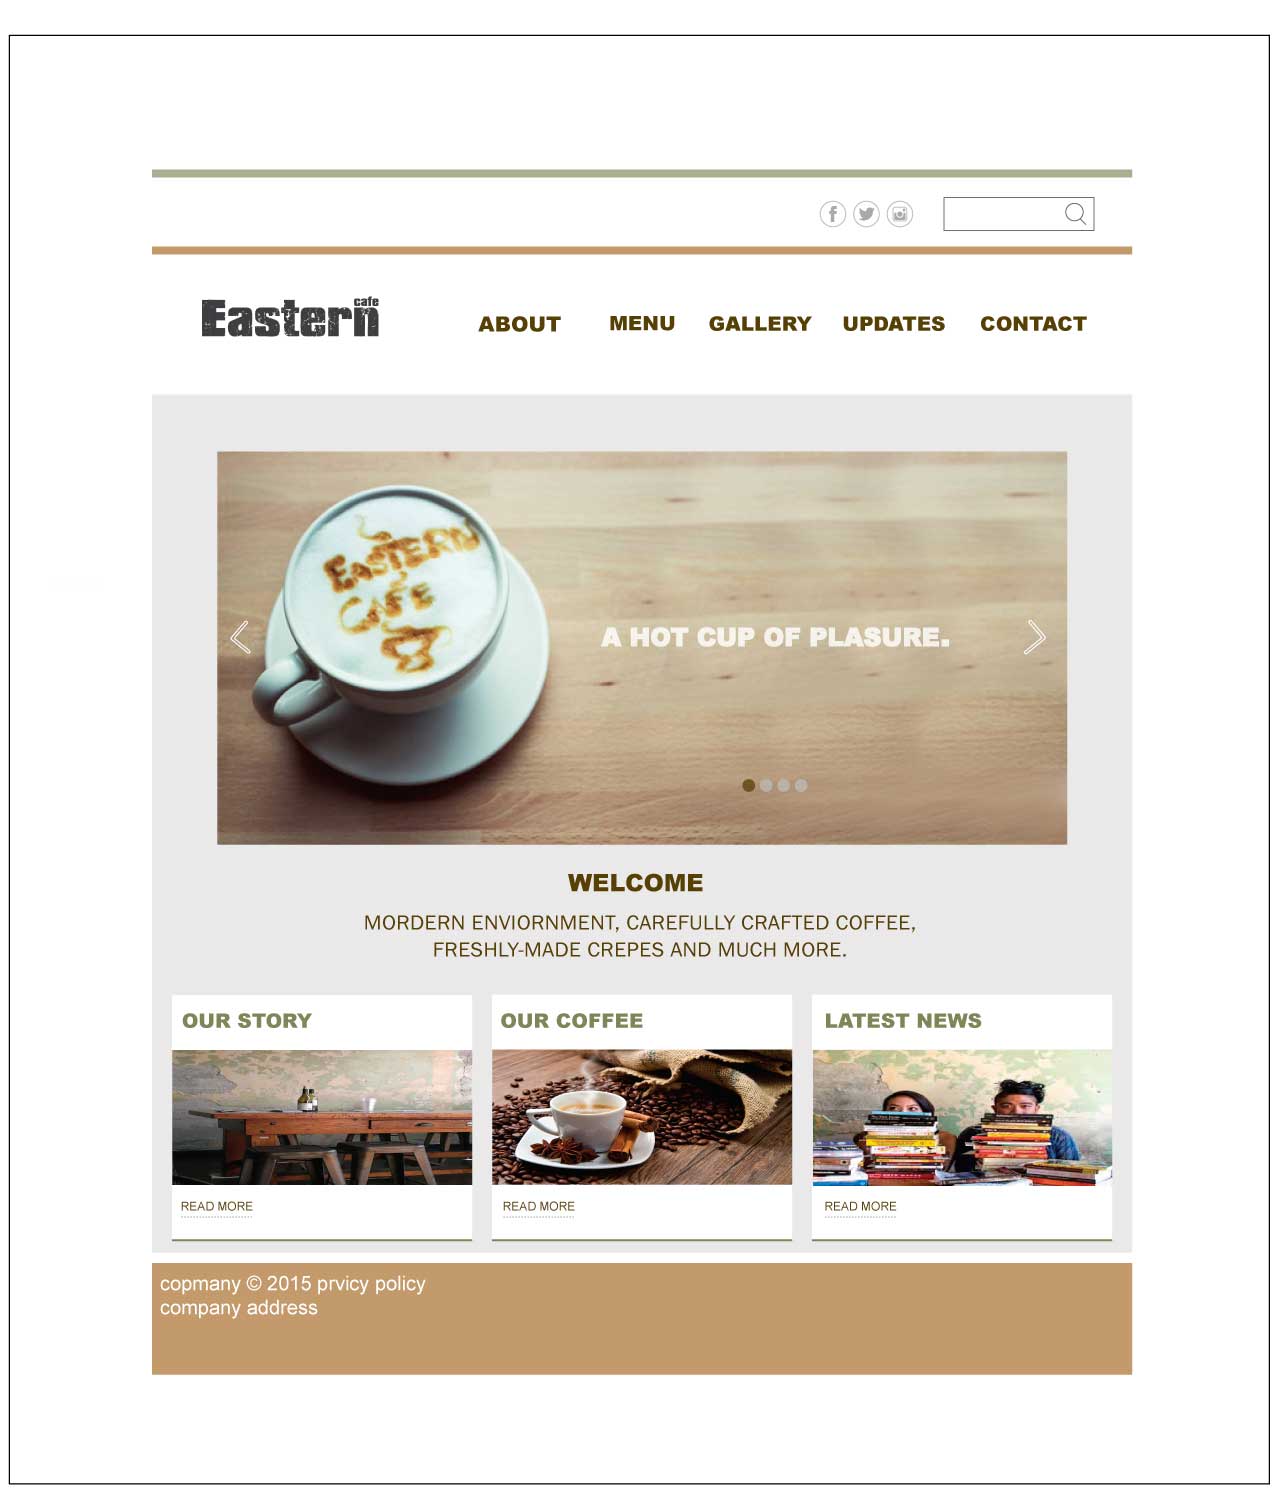 Eastern cafe
ABOUT MENU GALLERY UPDATES CONTACT
EASTERN
CAFE
A HOT CUP OF PLASURE.
WELCOME
MORDERN ENVIORNMENT, CAREFULLY CRAFTED COFFEE,
FRESHLY-MADE CREPES AND MUCH MORE.
OUR STORY
READ MORE
OUR COFFEE
READ MORE
LATEST NEWS
READ MORE
copmany © 2015 prvicy policy
company address